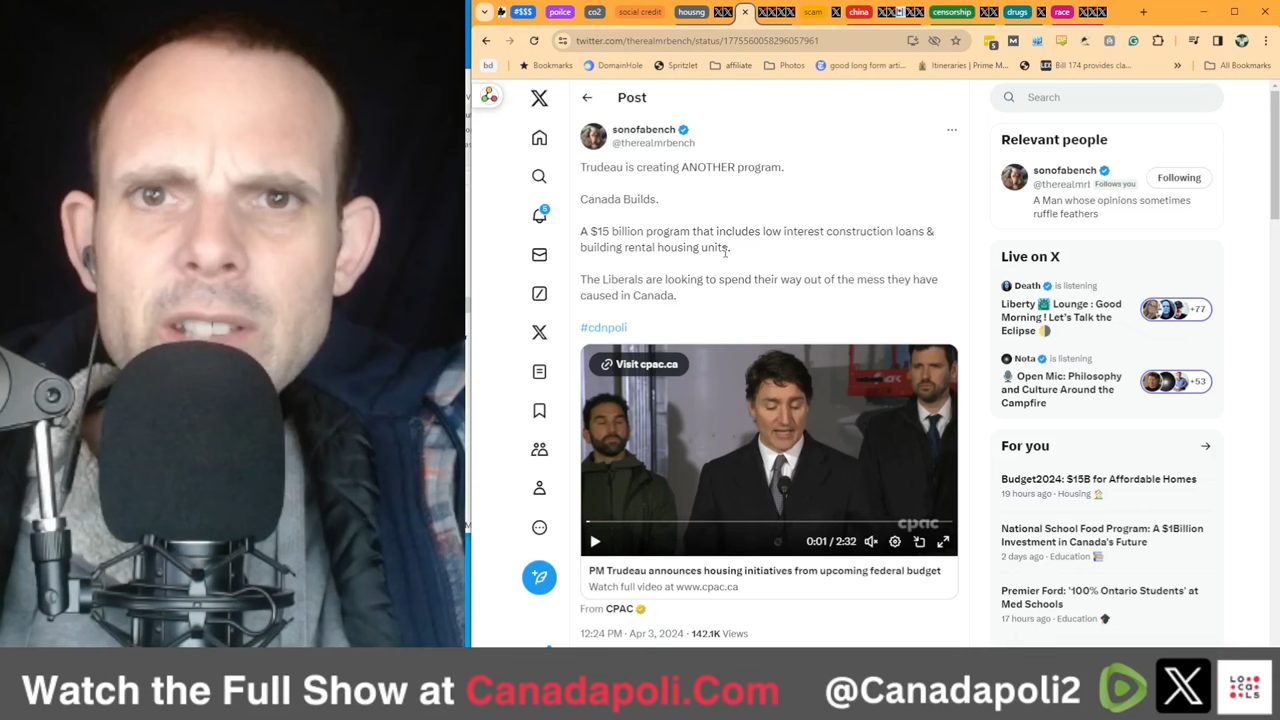 #$$$
poilce
co2
social credit
housng
scam
china
censorship
drugs
race
twitter.com/therealmrbench/status/1775560058296057961
bd
Bookmarks
DomainHole
Spritzlet
affiliate
Photos
good long form arti...
Itineraries | Prime M...
Bill 174 provides cla...
»
All Bookmarks
Post
Search
sonofabench
@therealmrbench
...
Trudeau is creating ANOTHER program.
Canada Builds.
A $15 billion program that includes low interest construction loans &
building rental housing units.
The Liberals are looking to spend their way out of the mess they have
caused in Canada.
#cdnpoli
Visit cpac.ca
cpac
0:01 / 2:32
PM Trudeau announces housing initiatives from upcoming federal budget
Watch full video at www.cpac.ca
From CPAC
12:24 PM · Apr 3, 2024 · 142.1K Views
Relevant people
sonofabench
@therealmrl Follows you
Following
A Man whose opinions sometimes
ruffle feathers
Live on X
Death is listening
Liberty Lounge : Good
Morning ! Let's Talk the
Eclipse
+77
Nota is listening
Open Mic: Philosophy
and Culture Around the
Campfire
+53
For you
Budget2024: $15B for Affordable Homes
19 hours ago · Housing
National School Food Program: A $1Billion
Investment in Canada's Future
2 days ago · Education
Premier Ford: '100% Ontario Students' at
Med Schools
17 hours ago · Education
Watch the Full Show at Canadapoli.Com
@Canadapoli2
LOCALS